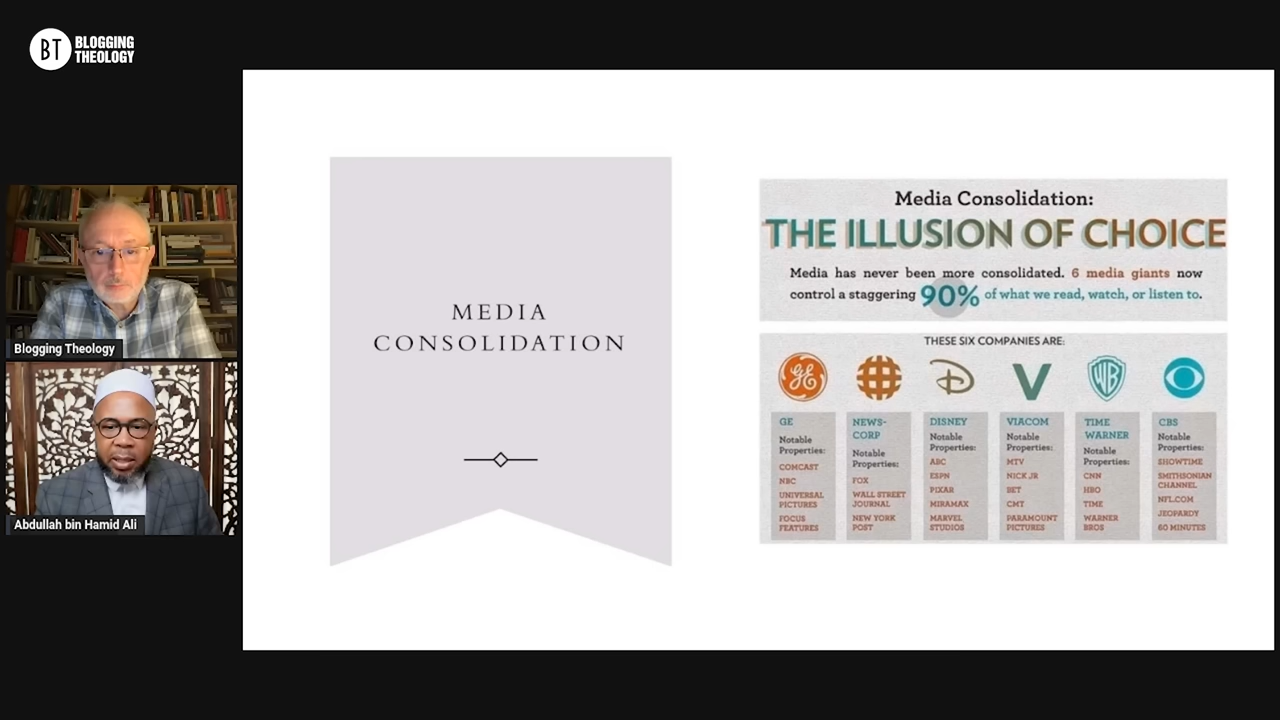 BT BLOGGING
THEOLOGY
Blogging Theology
Abdullah bin Hamid Ali
MEDIA
CONSOLIDATION
Media Consolidation:
THE ILLUSION OF CHOICE
Media has never been more consolidated. 6 media giants now
control a staggering 90% of what we read, watch, or listen to.
THESE SIX COMPANIES ARE:
GE
Notable
Properties:
COMCAST
NBC
UNIVERSAL
PICTURES
FOCUS
FEATURES
NEWS-
CORP
Notable
Properties:
FOX
WALL STREET
JOURNAL
NEW YORK
POST
D
DISNEY
Notable
Properties:
ABC
ESPN
PIXAR
MIRAMAX
MARVEL
STUDIOS
V
VIACOM
Notable
Properties:
MTV
NICK JR
BET
CMT
PARAMOUNT
PICTURES
WB
TIME
WARNER
Notable
Properties:
CNN
HBO
TIME
WARNER
BROS
CBS
Notable
Properties:
SHOWTIME
SMITHSONIAN
CHANNEL
NFL.COM
JEOPARDY
60 MINUTES